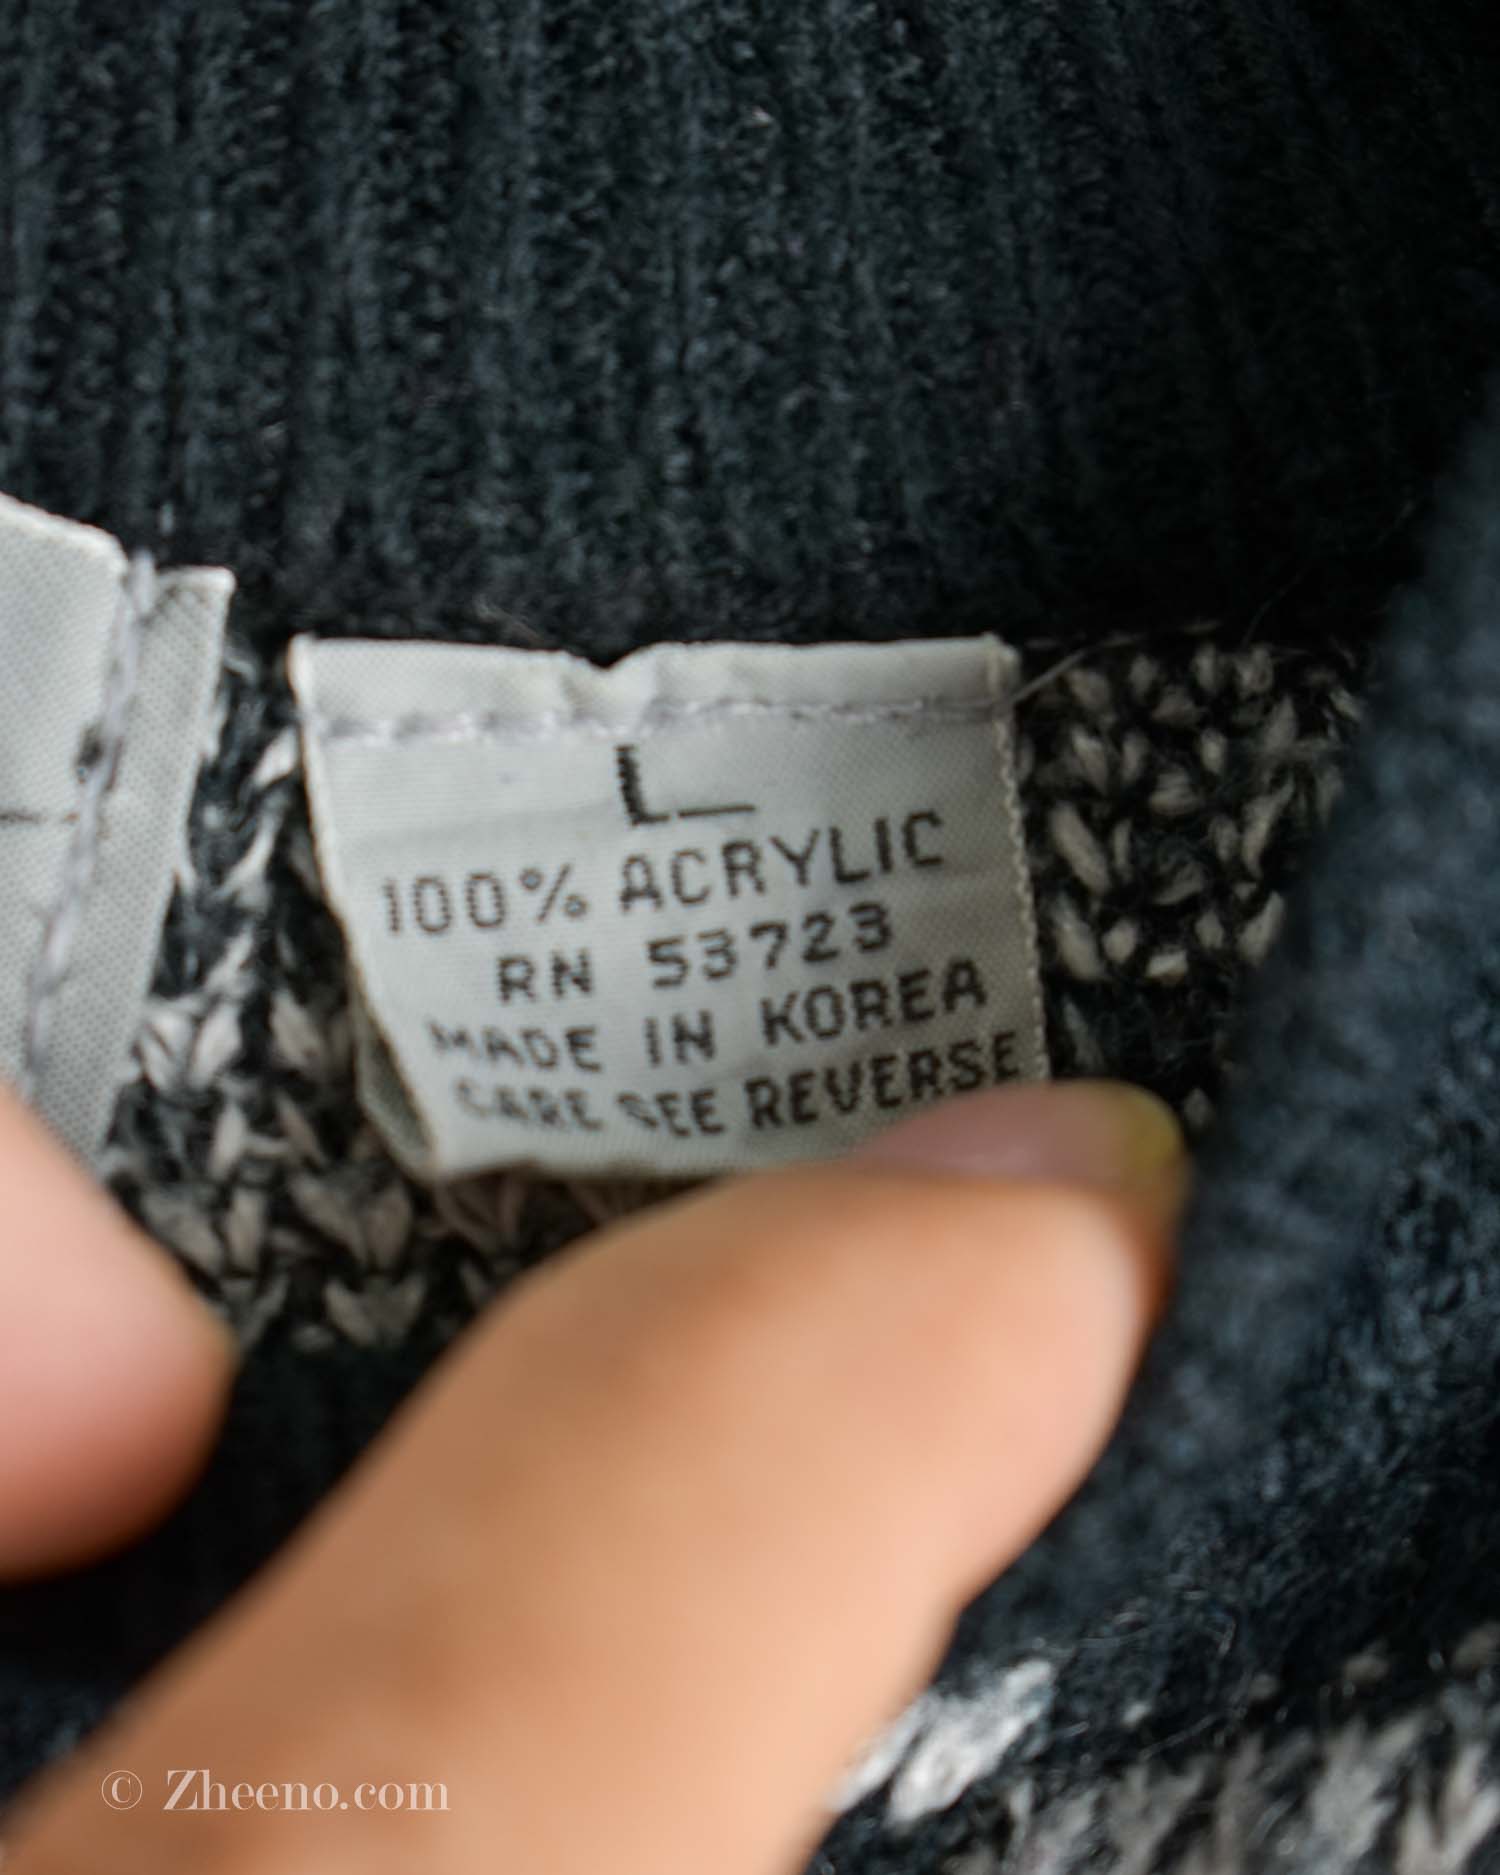 L
100% ACRYLIC
RN 53723
MADE IN KOREA
CARE SEE REVERSE
© Zheeno.com